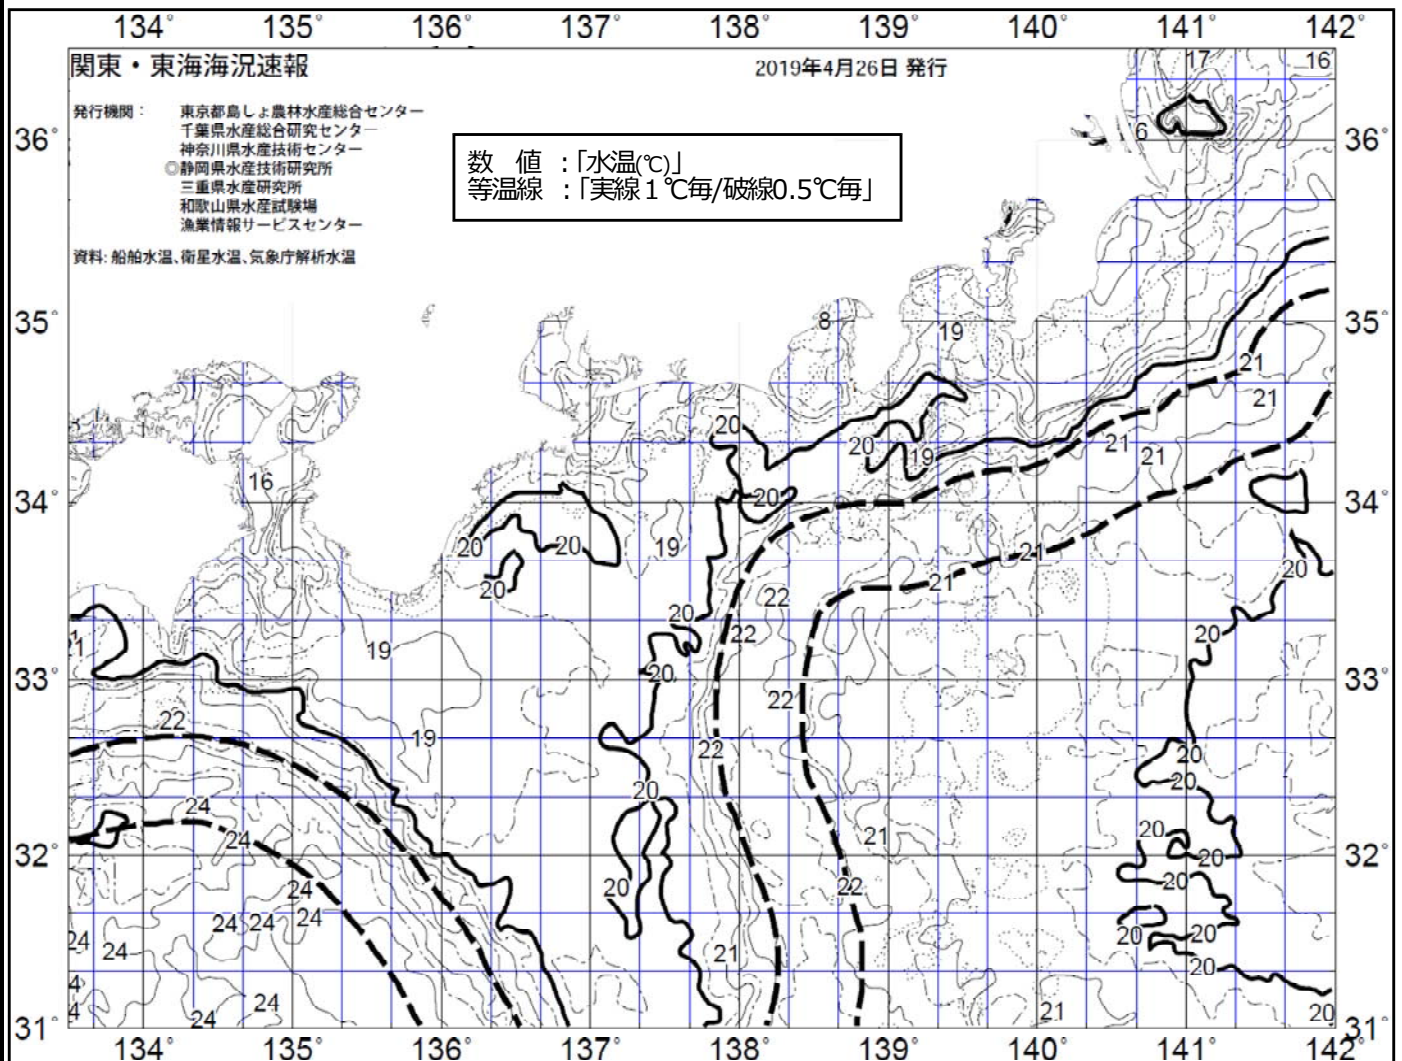 134° 135° 136° 137° 138° 139° 140° 141° 142°
関東・東海海況速報
2019年4月26日 発行
17 16
発行機関： 東京都島しょ農林水産総合センター
千葉県水産総合研究センター
神奈川県水産技術センター
◎静岡県水産技術研究所
三重県水産研究所
和歌山県水産試験場
漁業情報サービスセンター
資料: 船舶水温、衛星水温、気象庁解析水温
数 値 ：「水温(℃)」
等温線 ：「実線１℃毎/破線0.5℃毎」
36° 6 36°
35° 8 19 35°
21
21
20 20 19 21 21
16
34° 20 34°
20 20 19 21
20 21 20
20 22
22 20
19 20
33° 22 33°
22 19 22 20
20 20
24 24 21 20
32° 20 32°
24 20 22 20
24 24 24
24 24 21 20 20
20
24 24 21 20
31° 31°
134° 135° 136° 137° 138° 139° 140° 141° 142°